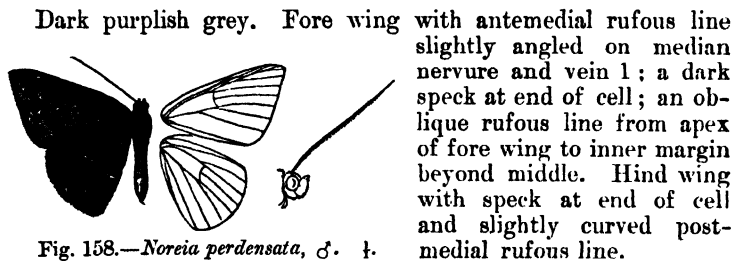 Dark purplish grey. Fore wing with antemedial rufous line
slightly angled on median
nervure and vein 1; a dark
speck at end of cell; an ob-
lique rufous line from apex
of fore wing to inner margin
beyond middle. Hind wing
with speck at end of cell
and slightly curved post-
medial rufous line.
Fig. 158.—Noreia perdensata, ♂.